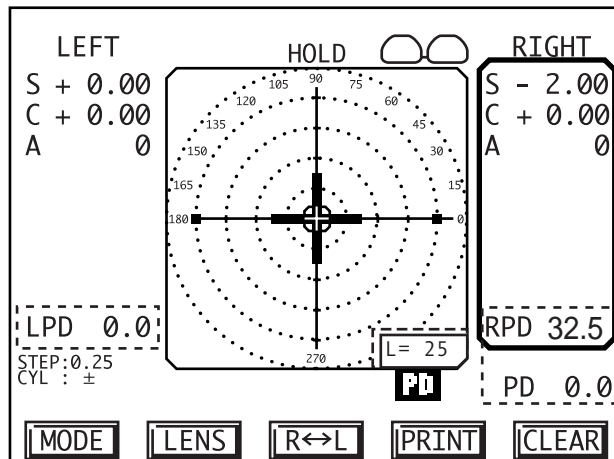 LEFT
HOLD
RIGHT
S + 0.00
C + 0.00
A 0
S - 2.00
C + 0.00
A 0
105 90 75
120 60
135 45
150 30
165 15
180 0
270
LPD 0.0
STEP:0.25
CYL : ±
L= 25
PD
RPD 32.5
PD 0.0
MODE
LENS
R↔L
PRINT
CLEAR